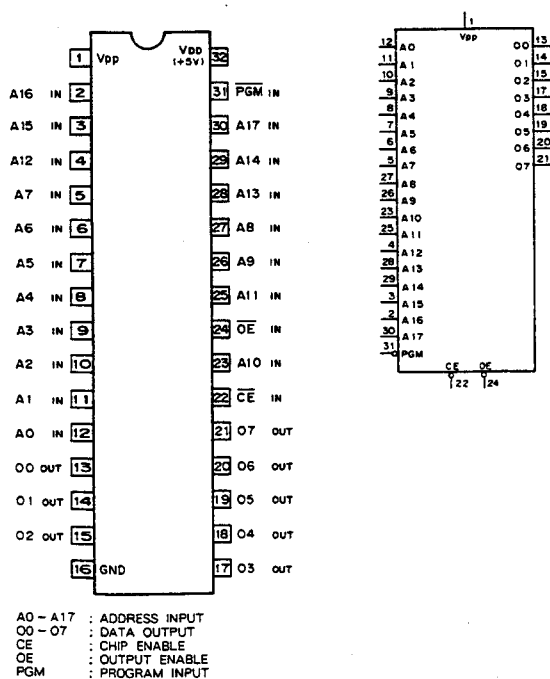 1 Vpp VDD (+5V) 32
A16 IN 2 31 PGM IN
A15 IN 3 30 A17 IN
A12 IN 4 29 A14 IN
A7 IN 5 28 A13 IN
A6 IN 6 27 A8 IN
A5 IN 7 26 A9 IN
A4 IN 8 25 A11 IN
A3 IN 9 24 OE IN
A2 IN 10 23 A10 IN
A1 IN 11 22 CE IN
A0 IN 12 21 O7 OUT
O0 OUT 13 20 O6 OUT
O1 OUT 14 19 O5 OUT
O2 OUT 15 18 O4 OUT
16 GND 17 O3 OUT
A0 - A17 : ADDRESS INPUT
O0 - O7 : DATA OUTPUT
CE : CHIP ENABLE
OE : OUTPUT ENABLE
PGM : PROGRAM INPUT
1
Vpp
12 A0 O0 13
11 A1 O1 14
10 A2 O2 15
9 A3 O3 17
8 A4 O4 18
7 A5 O5 19
6 A6 O6 20
5 A7 O7 21
27 A8
26 A9
23 A10
25 A11
4 A12
28 A13
29 A14
3 A15
2 A16
30 A17
31 PGM
CE OE
22 24